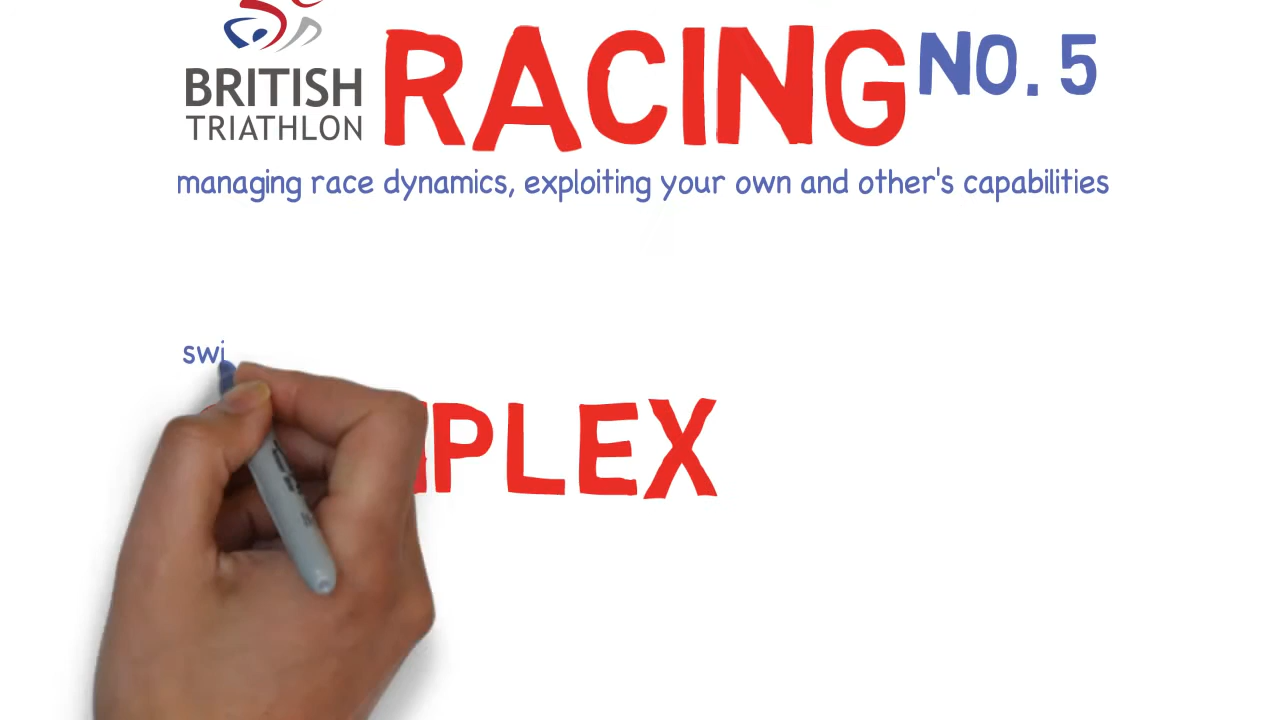 BRITISH
TRIATHLON
RACING NO. 5
managing race dynamics, exploiting your own and other's capabilities
swi
PLEX